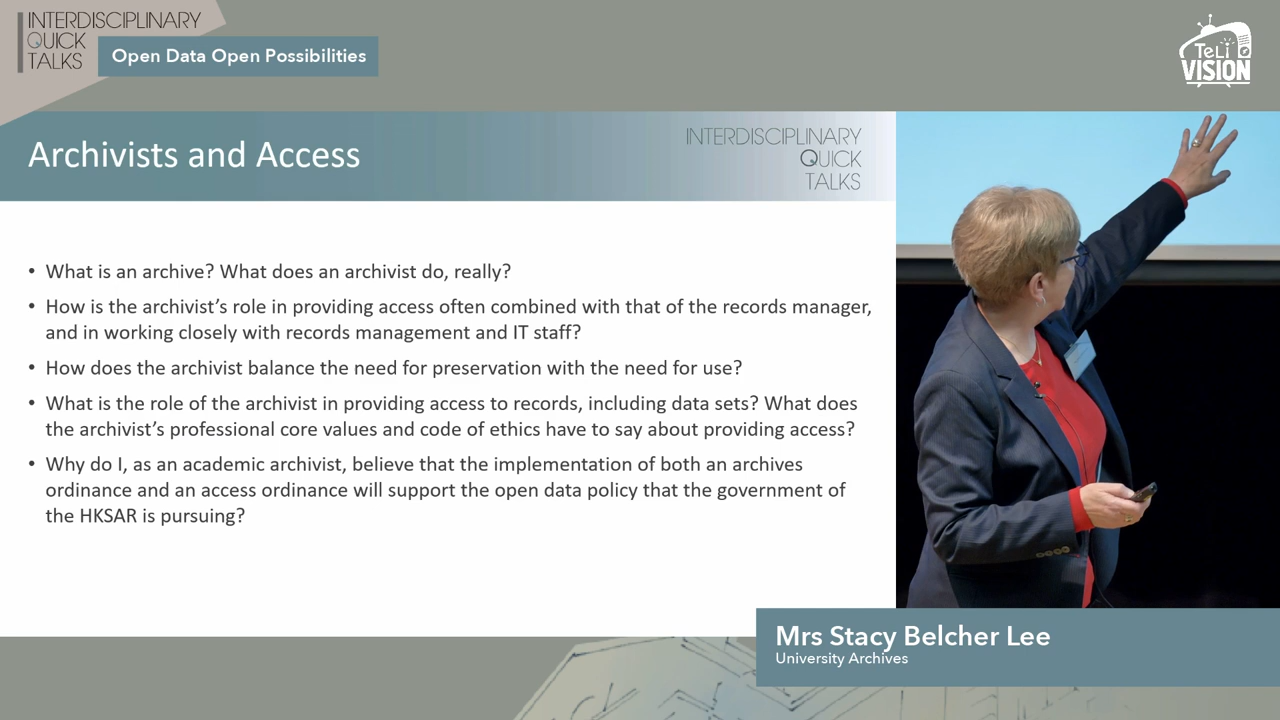 INTERDISCIPLINARY
QUICK
TALKS
Open Data Open Possibilities
TeLi
VISION
Archivists and Access
INTERDISCIPLINARY
QUICK
TALKS
• What is an archive? What does an archivist do, really?
• How is the archivist’s role in providing access often combined with that of the records manager,
and in working closely with records management and IT staff?
• How does the archivist balance the need for preservation with the need for use?
• What is the role of the archivist in providing access to records, including data sets? What does
the archivist’s professional core values and code of ethics have to say about providing access?
• Why do I, as an academic archivist, believe that the implementation of both an archives
ordinance and an access ordinance will support the open data policy that the government of
the HKSAR is pursuing?
Mrs Stacy Belcher Lee
University Archives